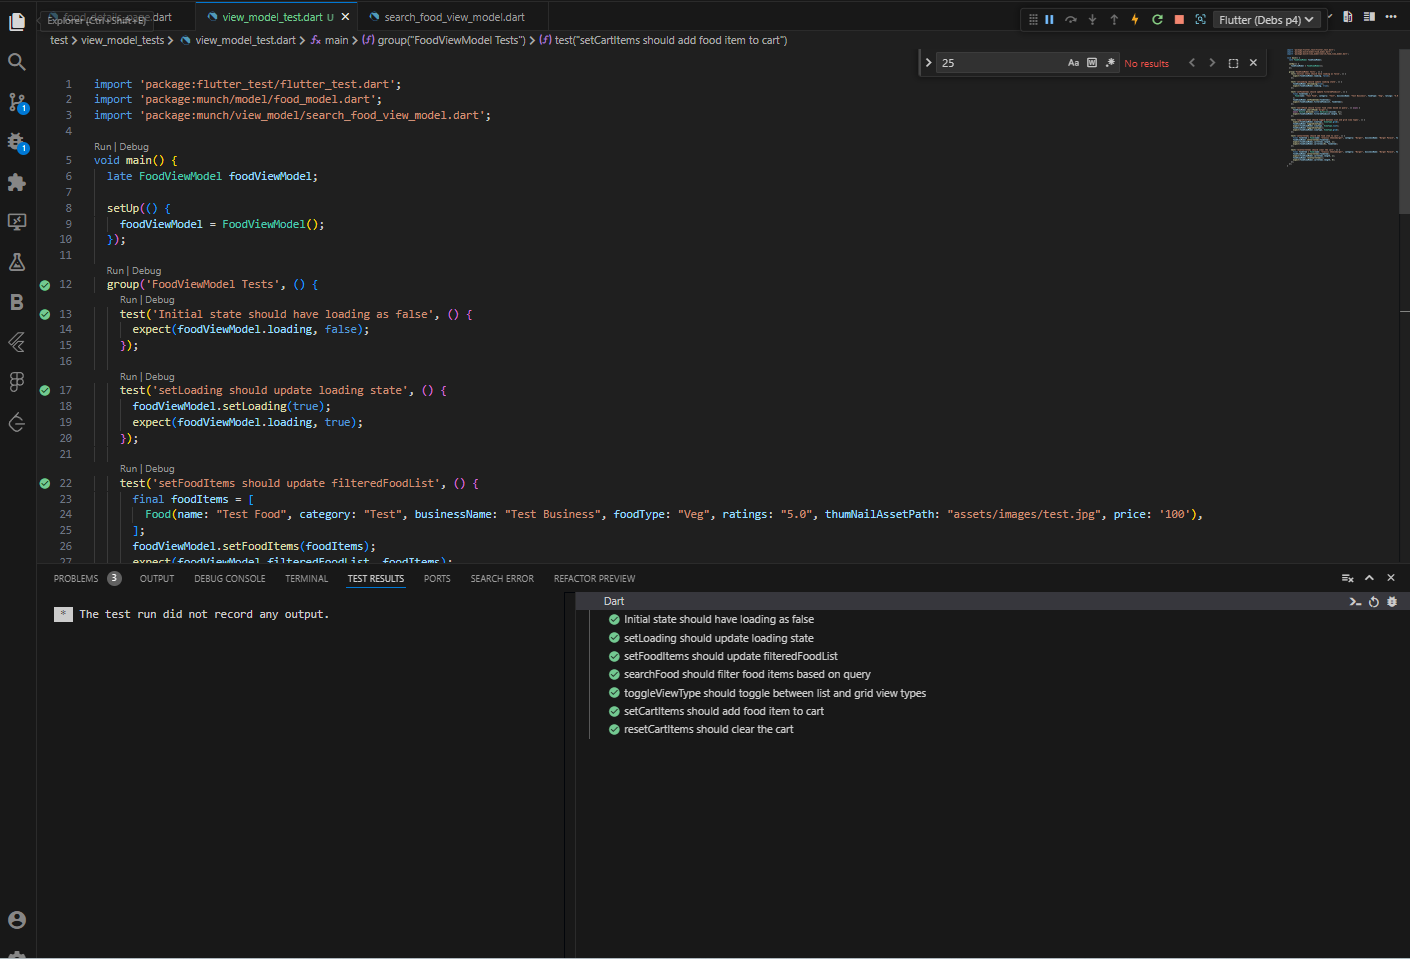 food_details_page.dart
Explorer (Ctrl+Shift+E)
view_model_test.dart U
search_food_view_model.dart
Flutter (Debs p4)
test > view_model_tests > view_model_test.dart > main > group("FoodViewModel Tests") > test("setCartItems should add food item to cart")
25
Aa
No results
1 import 'package:flutter_test/flutter_test.dart';
2 import 'package:munch/model/food_model.dart';
3 import 'package:munch/view_model/search_food_view_model.dart';
4
Run | Debug
5 void main() {
6 late FoodViewModel foodViewModel;
7
8 setUp(() {
9 foodViewModel = FoodViewModel();
10 });
11
Run | Debug
12 group('FoodViewModel Tests', () {
Run | Debug
13 test('Initial state should have loading as false', () {
14 expect(foodViewModel.loading, false);
15 });
16
Run | Debug
17 test('setLoading should update loading state', () {
18 foodViewModel.setLoading(true);
19 expect(foodViewModel.loading, true);
20 });
21
Run | Debug
22 test('setFoodItems should update filteredFoodList', () {
23 final foodItems = [
24 Food(name: "Test Food", category: "Test", businessName: "Test Business", foodType: "Veg", ratings: "5.0", thumNailAssetPath: "assets/images/test.jpg", price: '100'),
25 ];
26 foodViewModel.setFoodItems(foodItems);
27 expect(foodViewModel.filteredFoodList, foodItems);
PROBLEMS 3 OUTPUT DEBUG CONSOLE TERMINAL TEST RESULTS PORTS SEARCH ERROR REFACTOR PREVIEW
* The test run did not record any output.
Dart
Initial state should have loading as false
setLoading should update loading state
setFoodItems should update filteredFoodList
searchFood should filter food items based on query
toggleViewType should toggle between list and grid view types
setCartItems should add food item to cart
resetCartItems should clear the cart